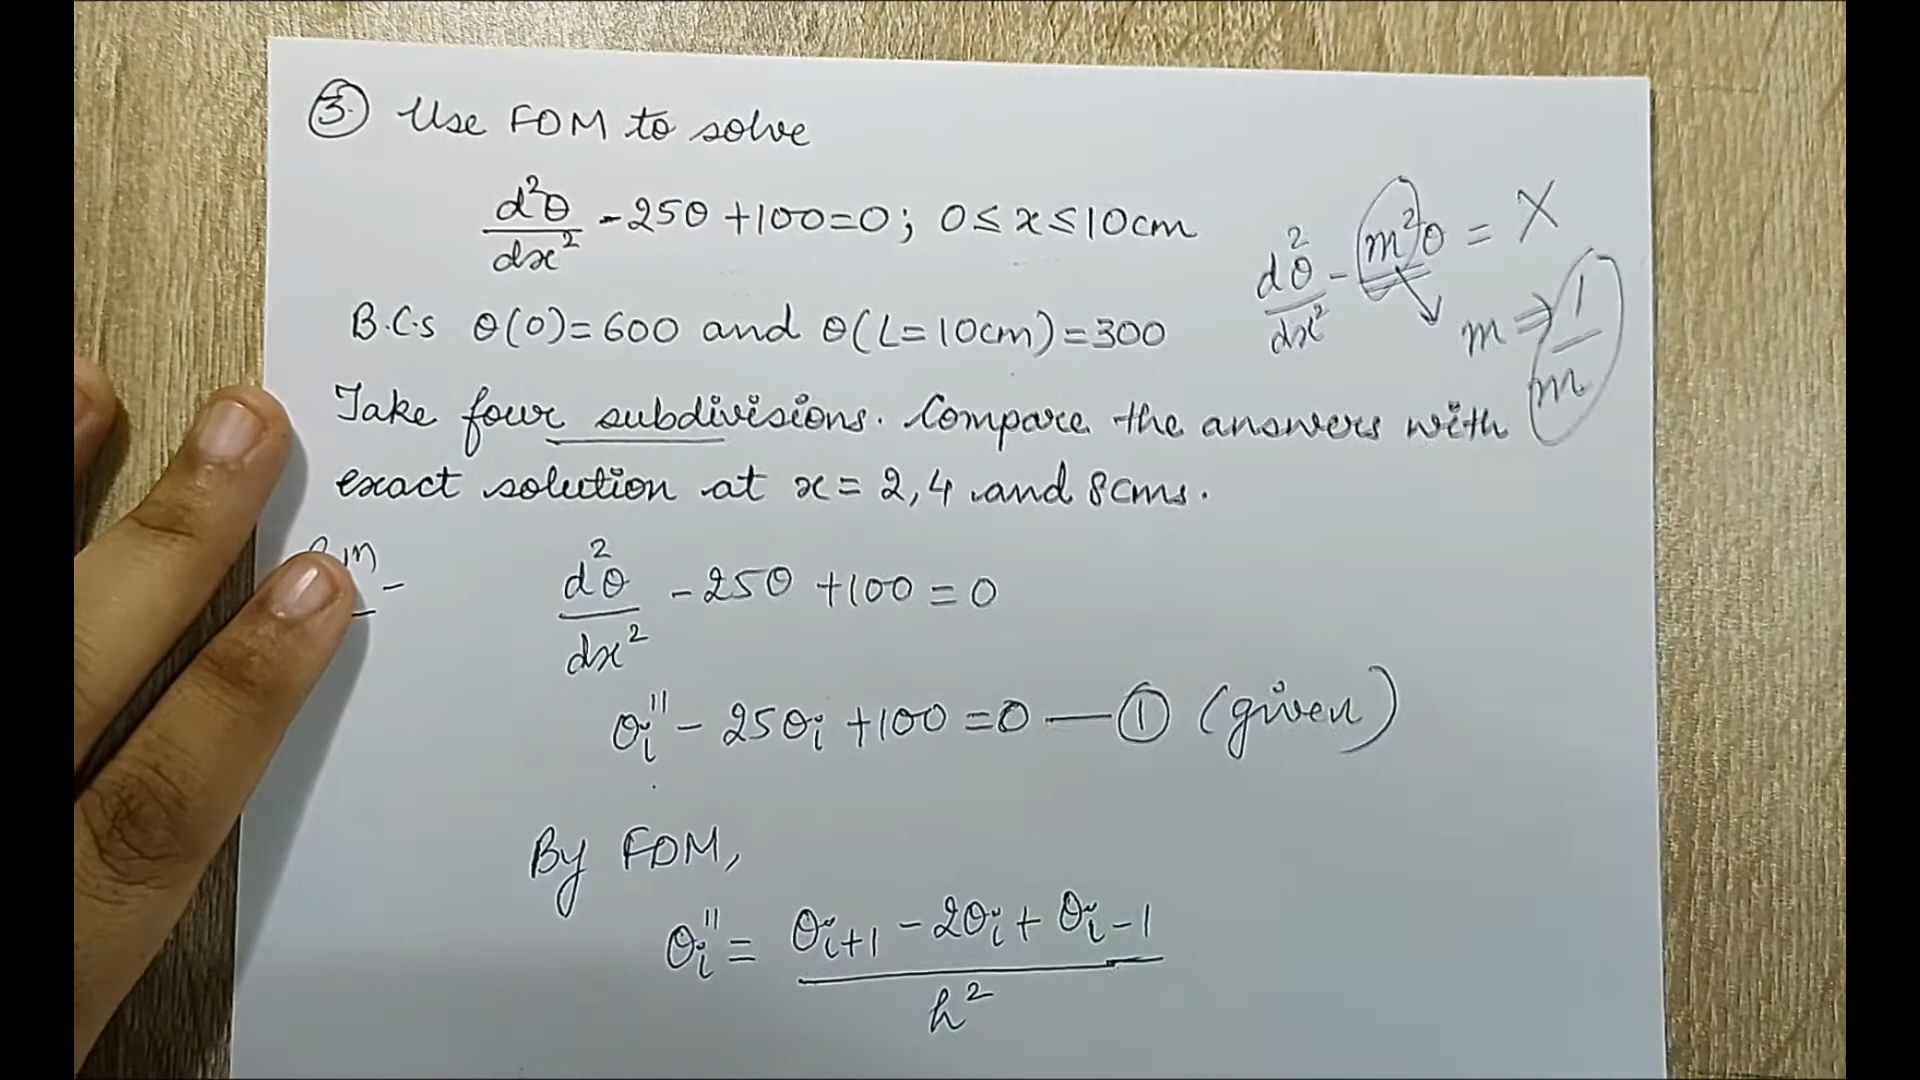 ③ Use FDM to solve
d²θ/dx² - 25θ + 100 = 0 ; 0 ≤ x ≤ 10cm
d²θ/dx² - m²θ = X
m ⇒ 1/m
B.C.s θ(0) = 600 and θ(L = 10cm) = 300
Take four subdivisions. Compare the answers with
exact solution at x = 2, 4 and 8cms.
d²θ/dx² - 25θ + 100 = 0
θᵢ'' - 25θᵢ + 100 = 0 — ① (given)
By FDM,
θᵢ'' = (θᵢ₊₁ - 2θᵢ + θᵢ₋₁)/h²